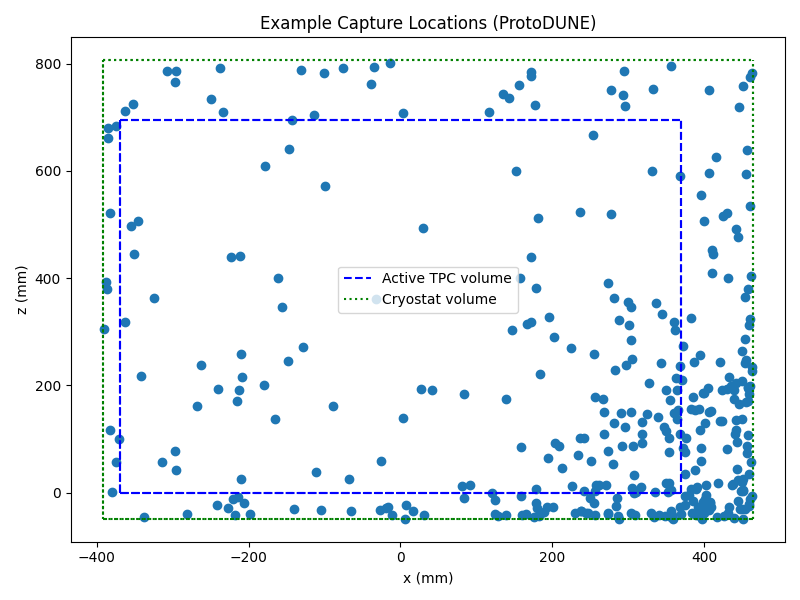 Example Capture Locations (ProtoDUNE)
z (mm)
800
600
400
200
0
Active TPC volume
Cryostat volume
−400
−200
0
200
400
x (mm)